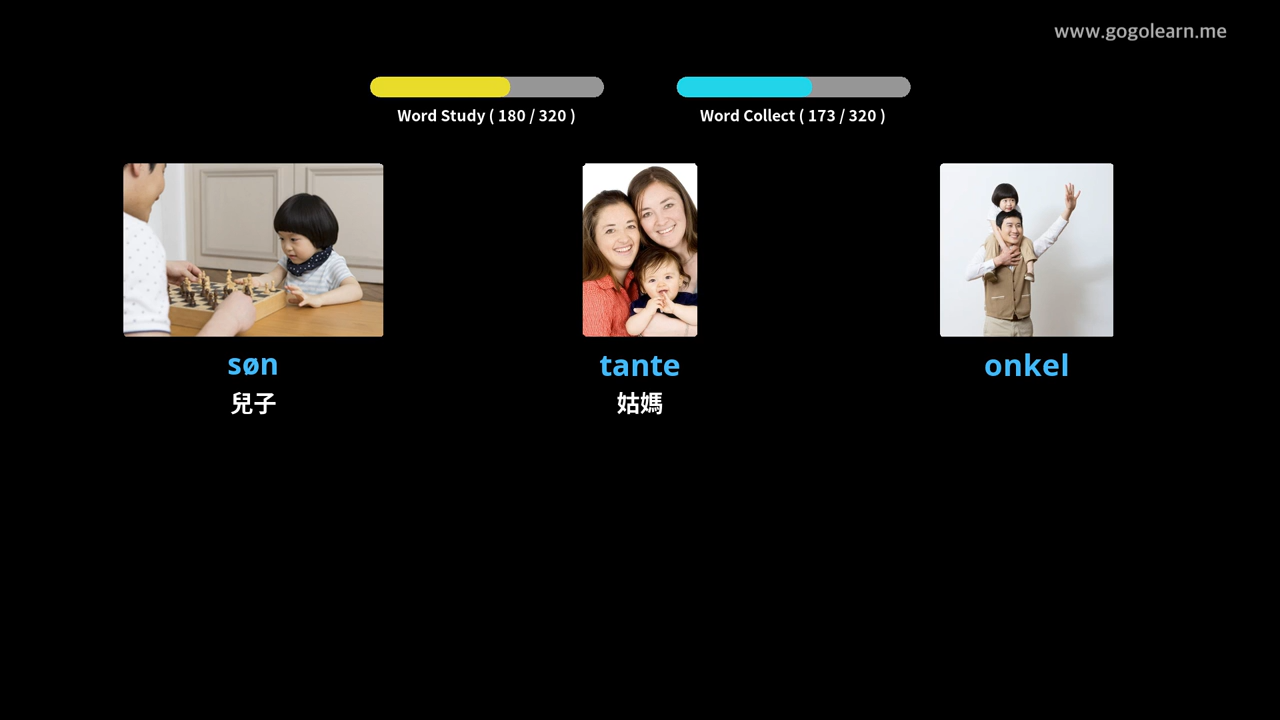 www.gogolearn.me
Word Study ( 180 / 320 )
Word Collect ( 173 / 320 )
søn
tante
onkel
兒子
姑媽